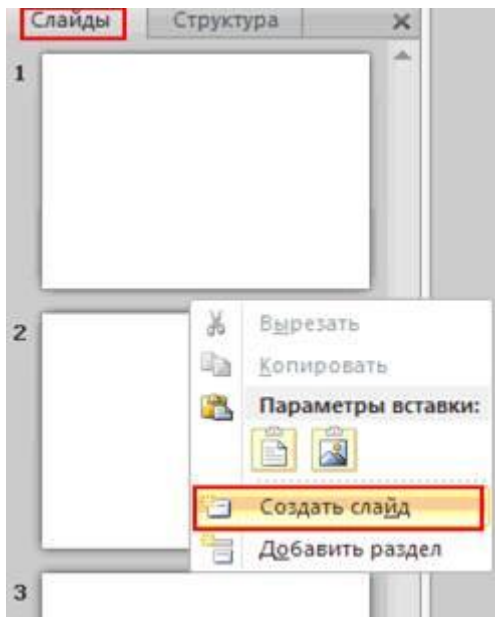 Слайды Структура
1
2
Вырезать
Копировать
Параметры вставки:
Создать слайд
Добавить раздел
3